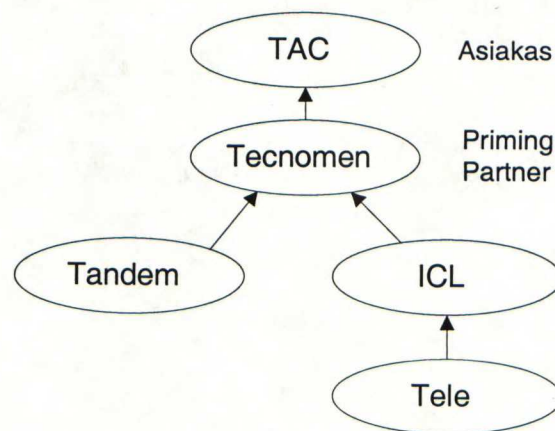 TAC
Asiakas
Tecnomen
Priming
Partner
Tandem
ICL
Tele